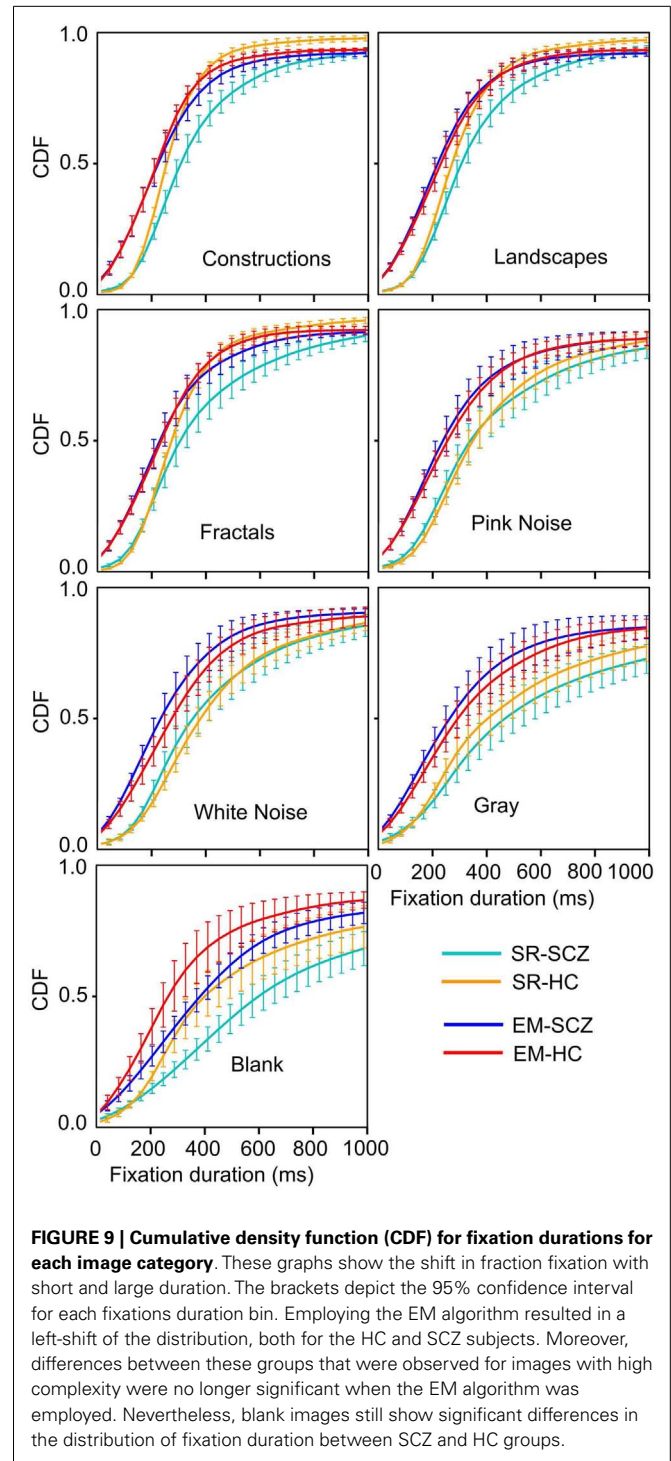 1.0
CDF
0.5
0.0
Constructions
Landscapes
1.0
CDF
0.5
0.0
Fractals
Pink Noise
1.0
CDF
0.5
0.0
White Noise
Gray
200 400 600 800 1000
Fixation duration (ms)
1.0
CDF
0.5
0.0
Blank
0 200 400 600 800 1000
Fixation duration (ms)
SR-SCZ
SR-HC
EM-SCZ
EM-HC
FIGURE 9 | Cumulative density function (CDF) for fixation durations for
each image category. These graphs show the shift in fraction fixation with
short and large duration. The brackets depict the 95% confidence interval
for each fixations duration bin. Employing the EM algorithm resulted in a
left-shift of the distribution, both for the HC and SCZ subjects. Moreover,
differences between these groups that were observed for images with high
complexity were no longer significant when the EM algorithm was
employed. Nevertheless, blank images still show significant differences in
the distribution of fixation duration between SCZ and HC groups.